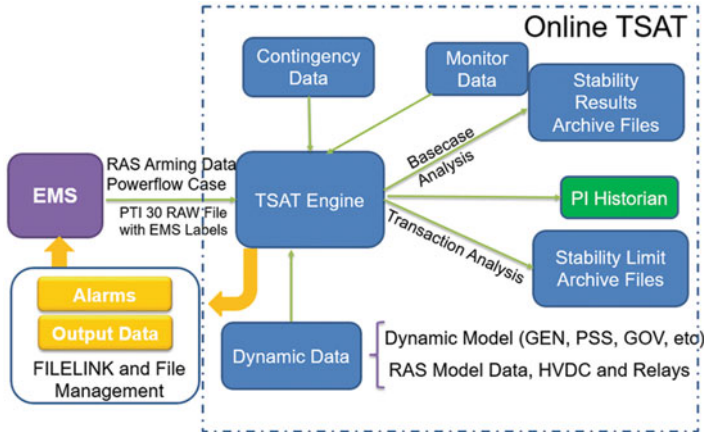 Online TSAT
Contingency
Data
Monitor
Data
Stability
Results
Archive Files
Basecase
Analysis
EMS
RAS Arming Data
Powerflow Case
PTI 30 RAW File
with EMS Labels
TSAT Engine
PI Historian
Transaction Analysis
Stability Limit
Archive Files
Alarms
Output Data
FILELINK and File
Management
Dynamic Data
Dynamic Model (GEN, PSS, GOV, etc)
RAS Model Data, HVDC and Relays